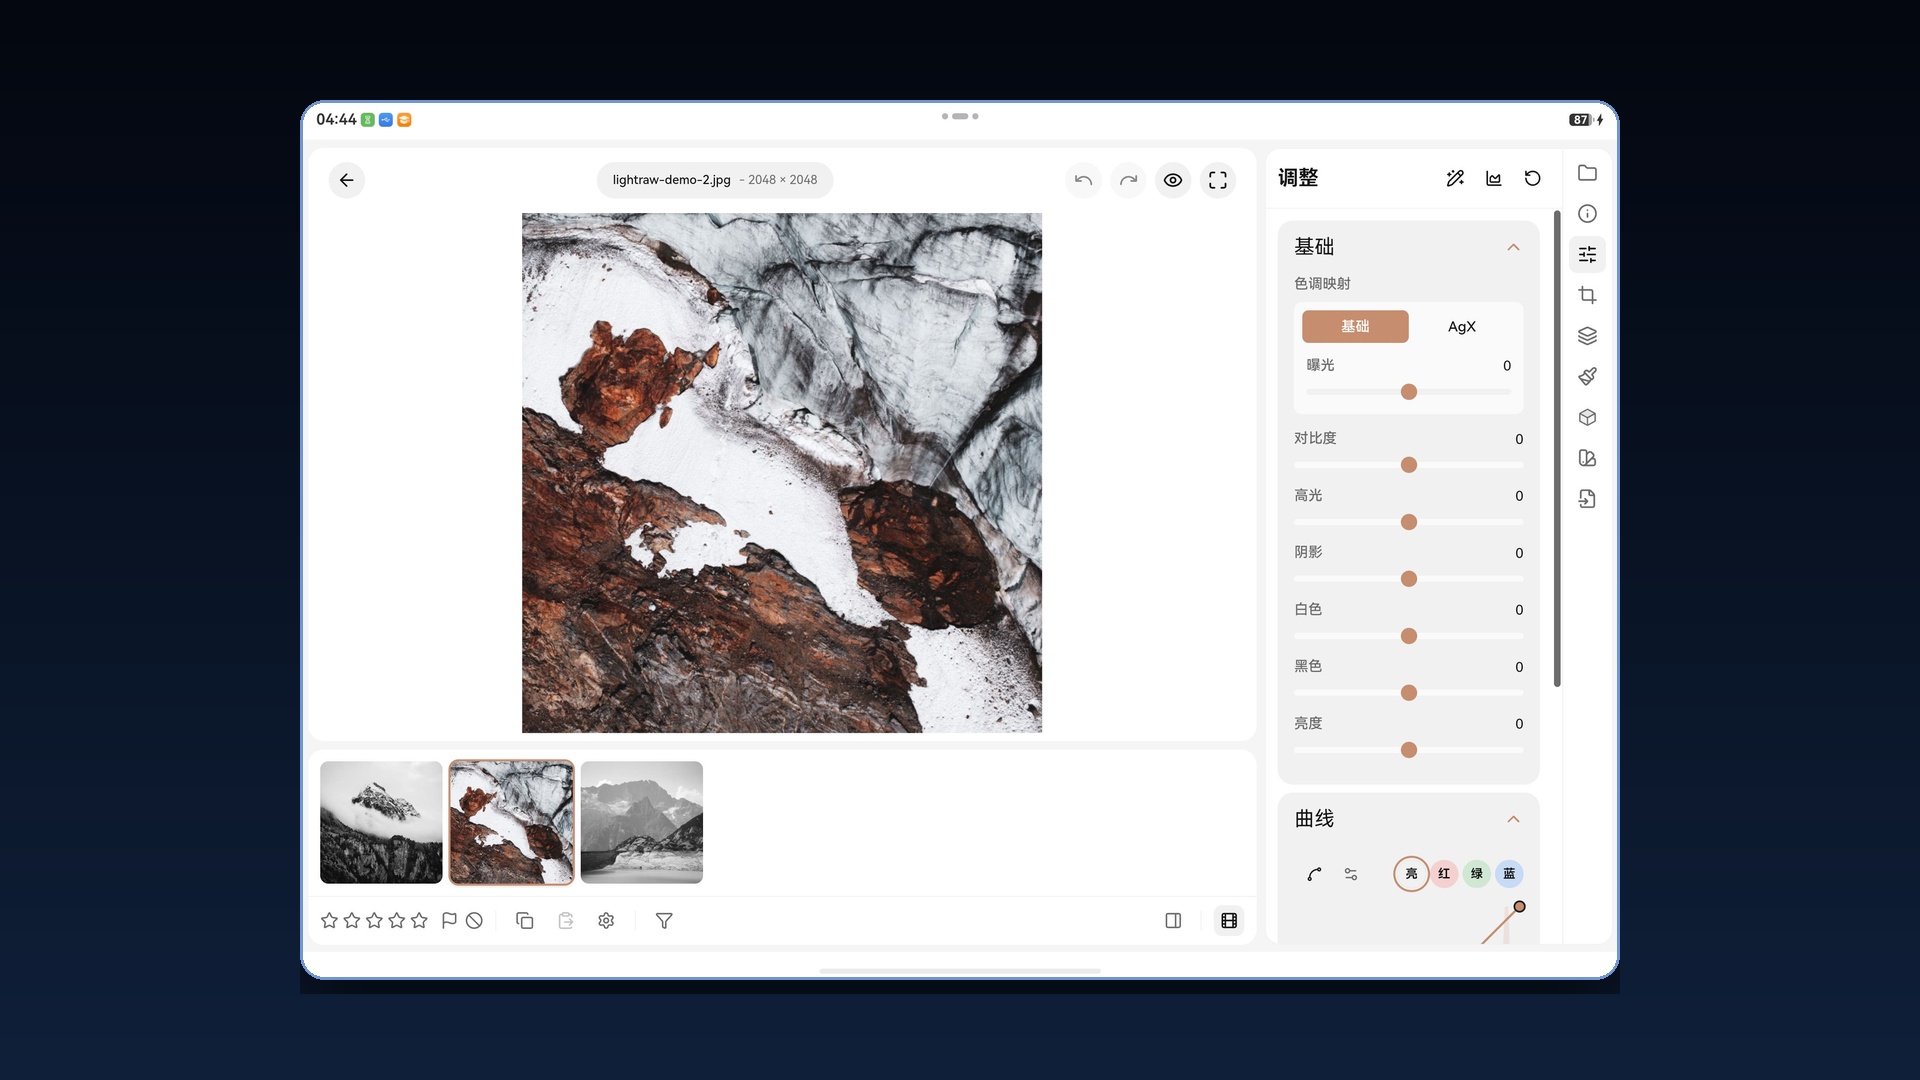 04:44
87
lightraw-demo-2.jpg - 2048 × 2048
调整
基础
色调映射
基础 AgX
曝光 0
对比度 0
高光 0
阴影 0
白色 0
黑色 0
亮度 0
曲线
亮 红 绿 蓝